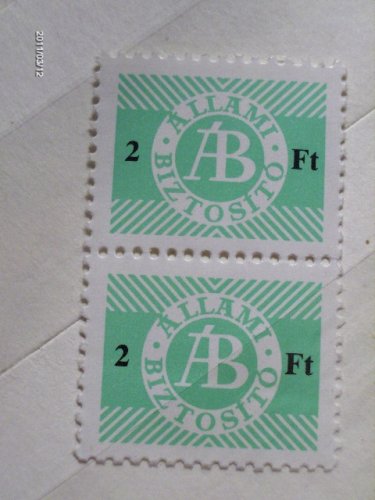 2011/03/12
ÁLLAMI
2 ÁB Ft
BIZTOSÍTÓ
ÁLLAMI
2 ÁB Ft
BIZTOSÍTÓ